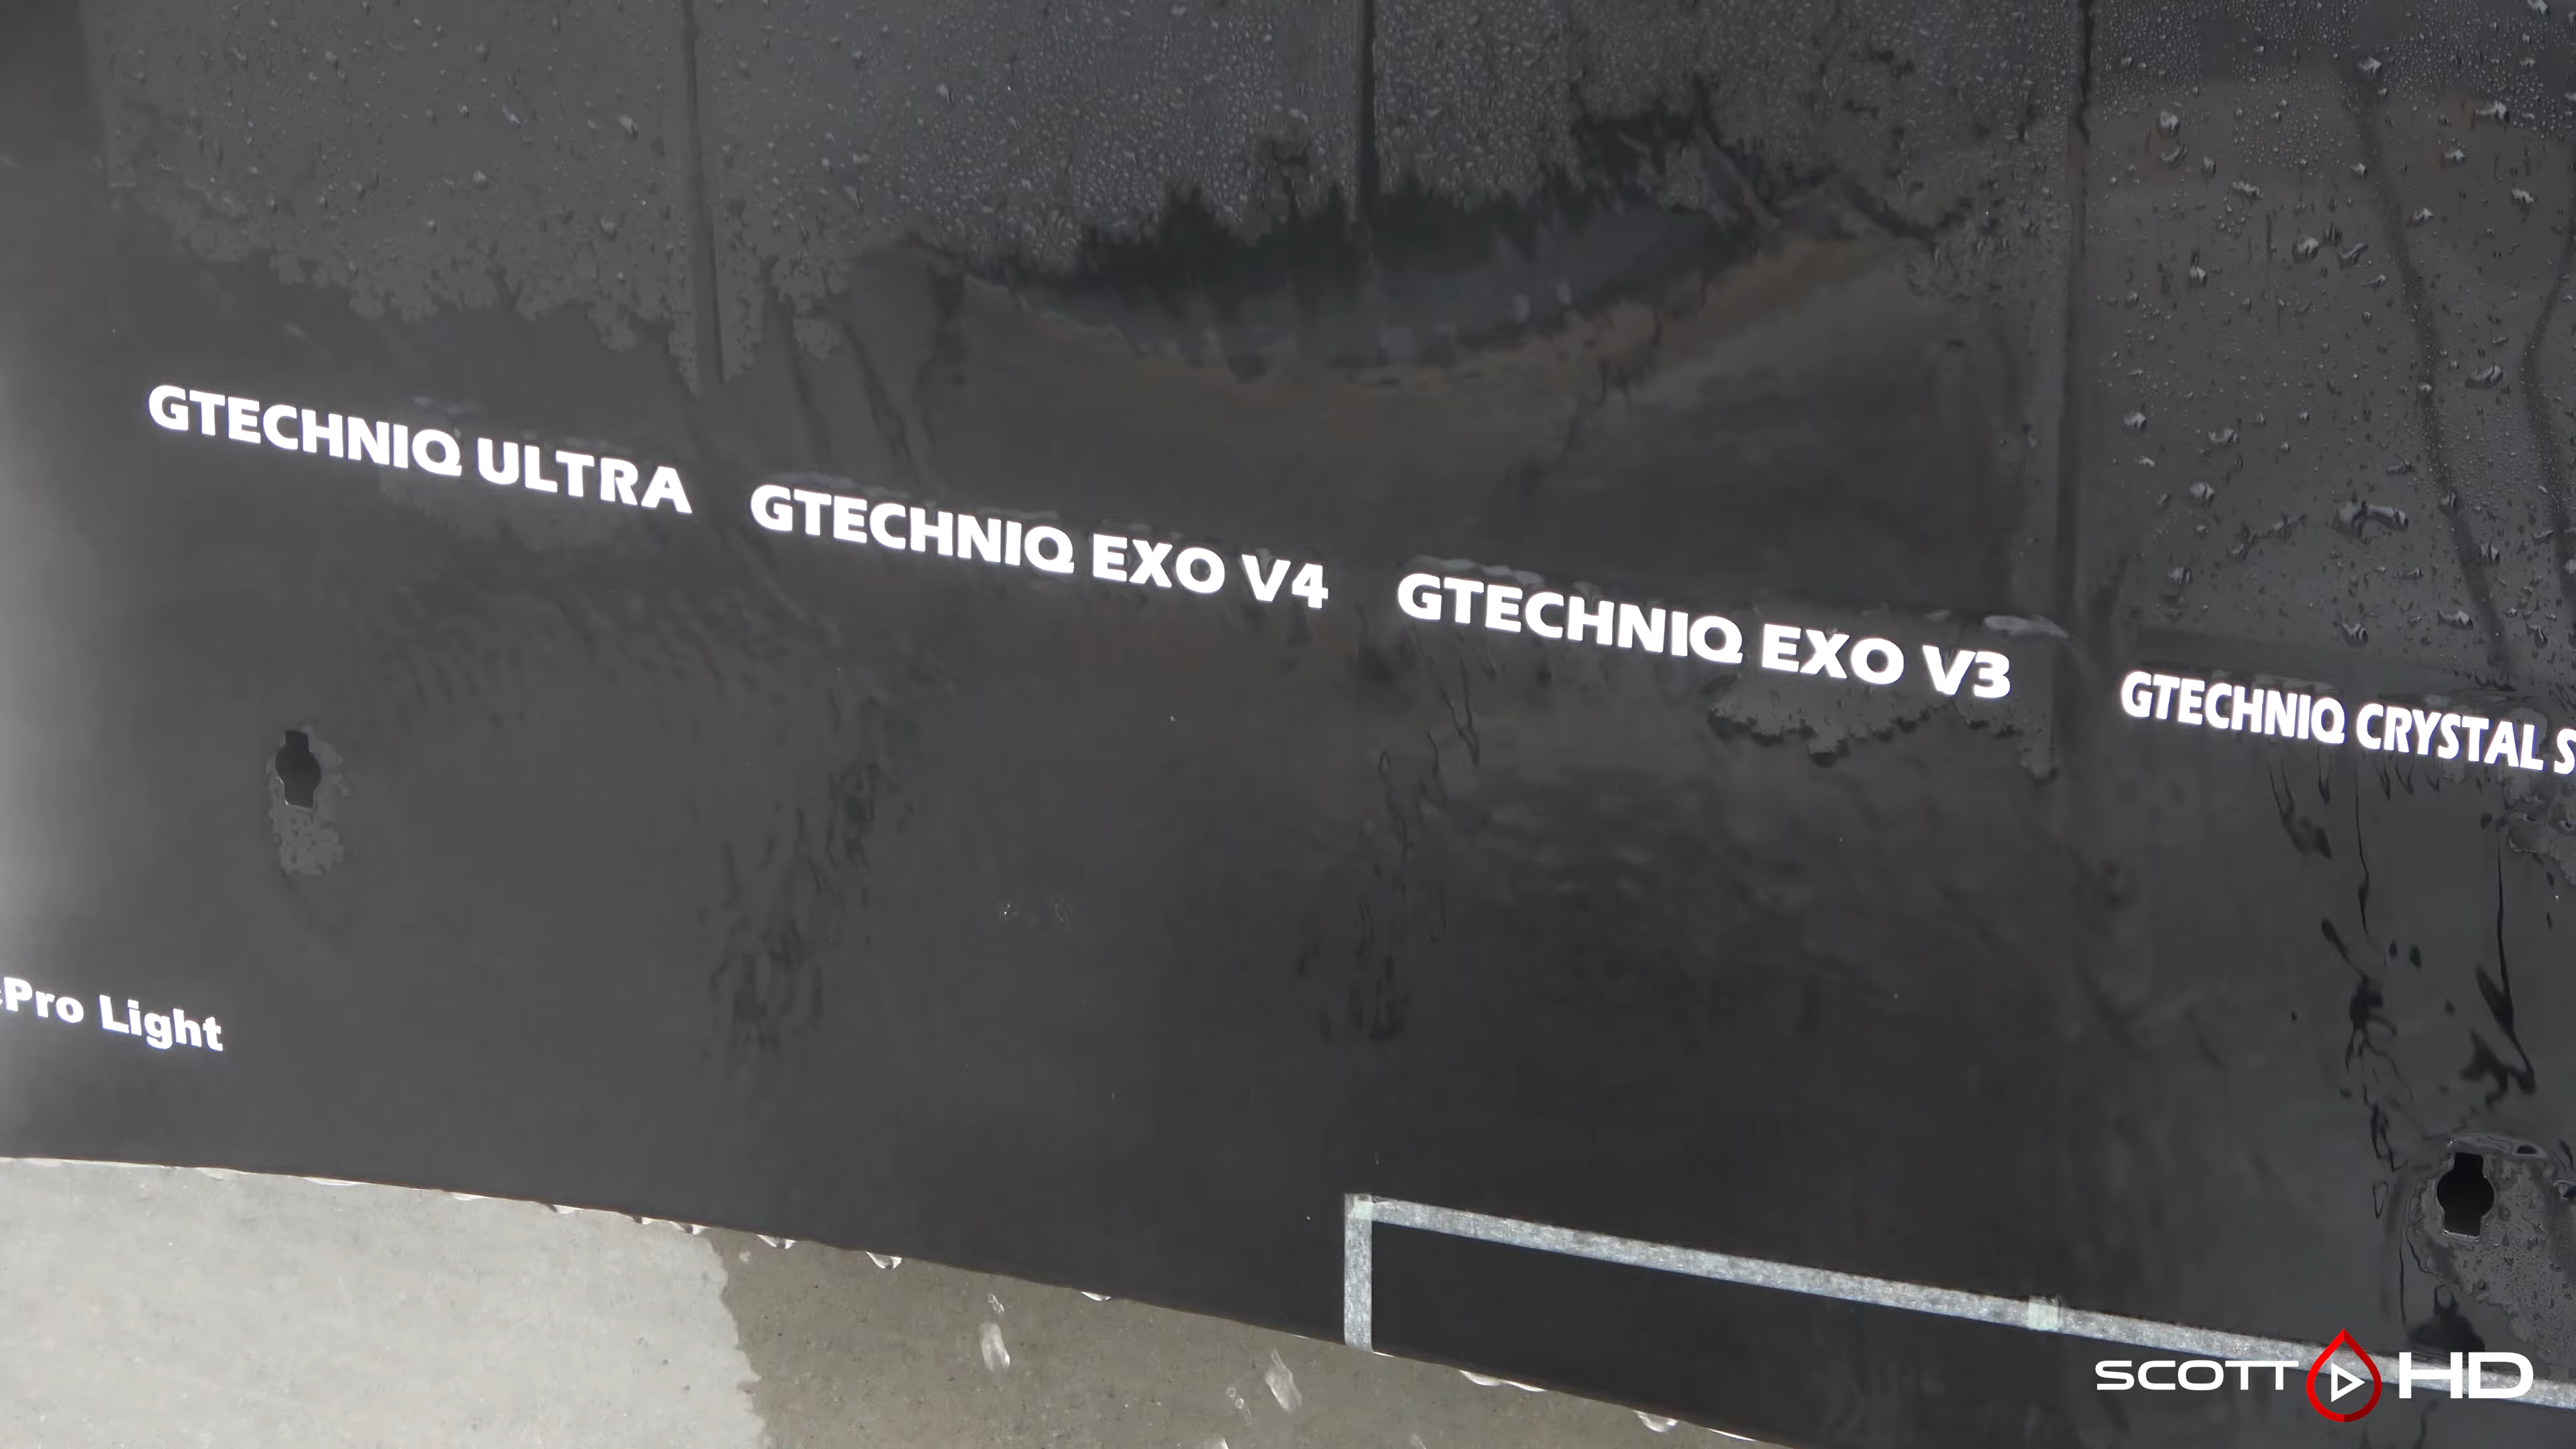 GTECHNIQ ULTRA
GTECHNIQ EXO V4
GTECHNIQ EXO V3
GTECHNIQ CRYSTAL S
Pro Light
SCOTT HD